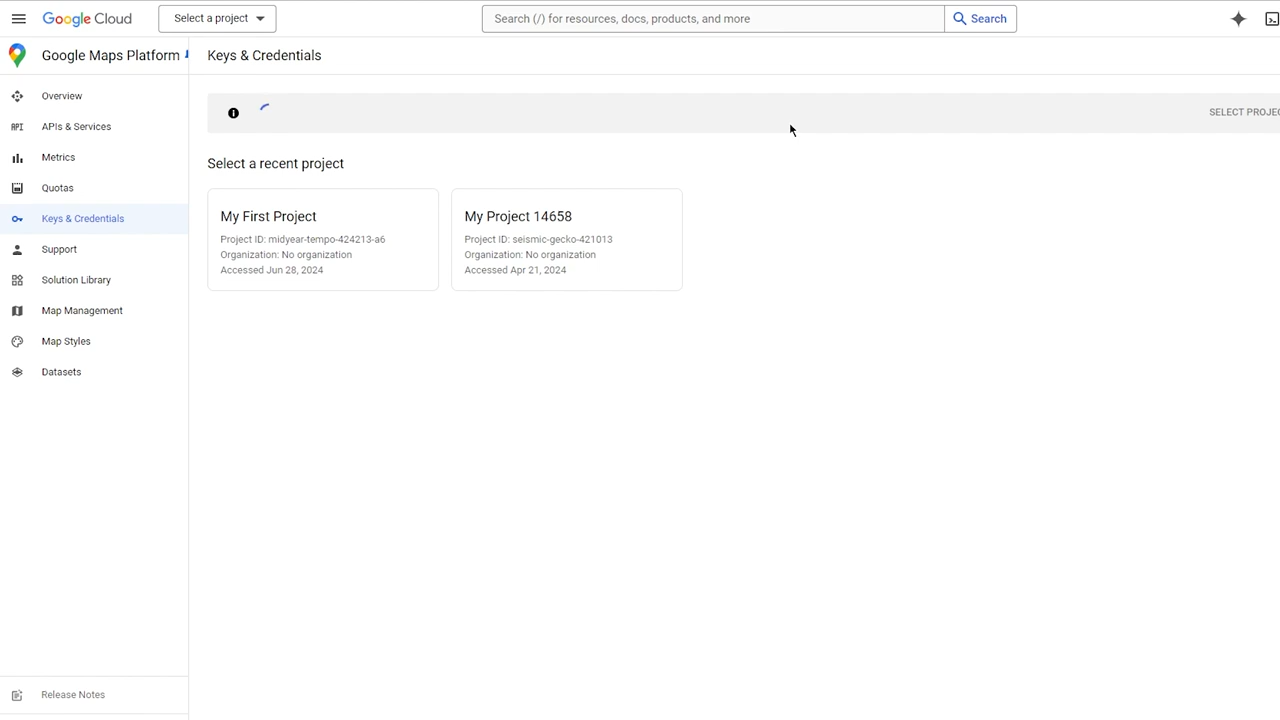 Google Cloud
Select a project
Search (/) for resources, docs, products, and more
Search
Google Maps Platform
Keys & Credentials
Overview
API APIs & Services
Metrics
Quotas
Keys & Credentials
Support
Solution Library
Map Management
Map Styles
Datasets
Release Notes
SELECT PROJEC
Select a recent project
My First Project
Project ID: midyear-tempo-424213-a6
Organization: No organization
Accessed Jun 28, 2024
My Project 14658
Project ID: seismic-gecko-421013
Organization: No organization
Accessed Apr 21, 2024